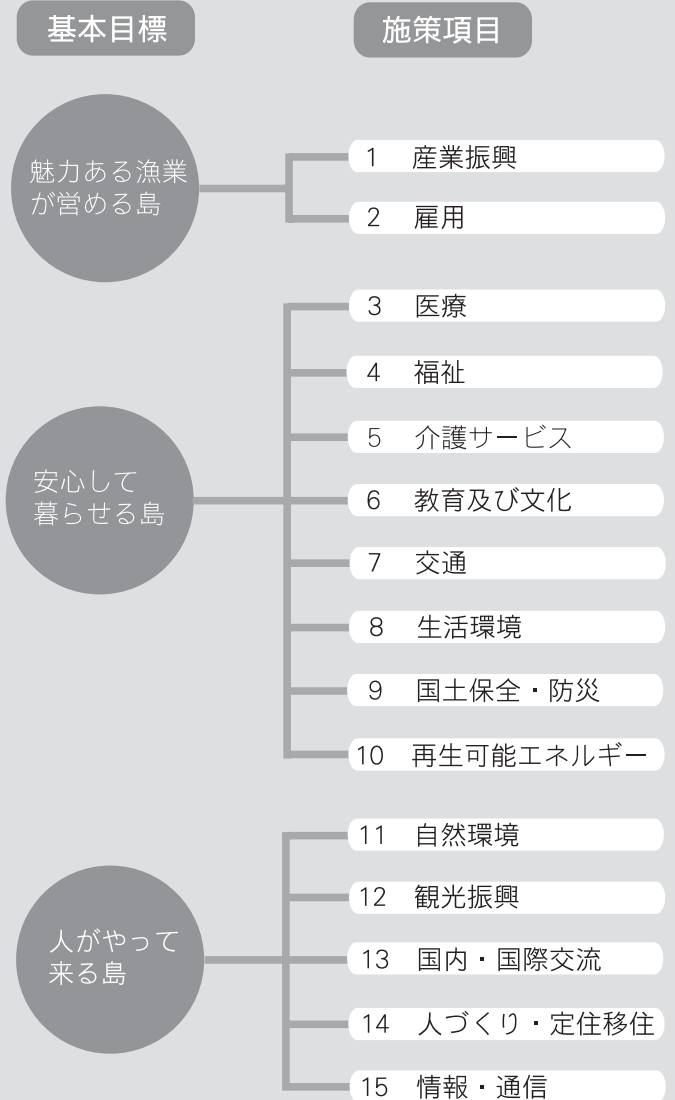 基本目標
施策項目
魅力ある漁業
が営める島
1 産業振興
2 雇用
安心して
暮らせる島
3 医療
4 福祉
5 介護サービス
6 教育及び文化
7 交通
8 生活環境
9 国土保全・防災
10 再生可能エネルギー
人がやって
来る島
11 自然環境
12 観光振興
13 国内・国際交流
14 人づくり・定住移住
15 情報・通信